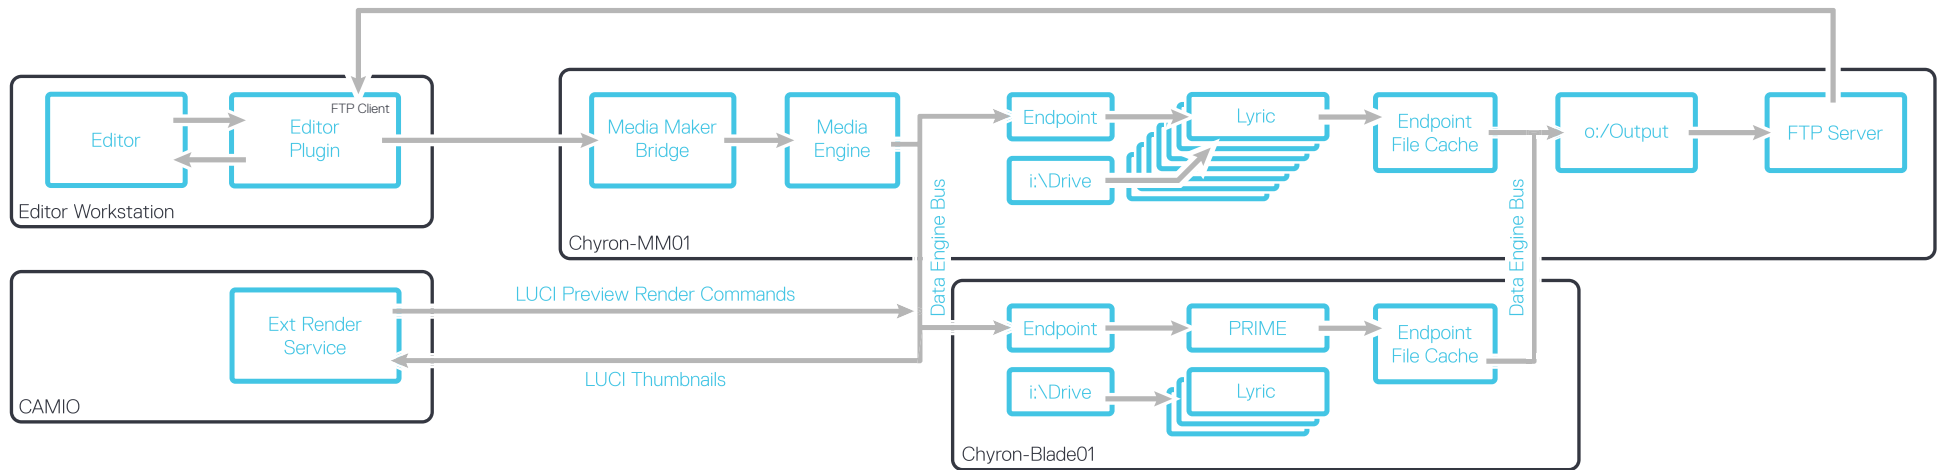 FTP Client
Editor
Editor
Plugin
Editor Workstation
Media Maker
Bridge
Media
Engine
Endpoint
i:\Drive
Lyric
Endpoint
File Cache
o:/Output
FTP Server
Chyron-MM01
Data Engine Bus
Data Engine Bus
Ext Render
Service
CAMIO
LUCI Preview Render Commands
LUCI Thumbnails
Endpoint
PRIME
Endpoint
File Cache
i:\Drive
Lyric
Chyron-Blade01